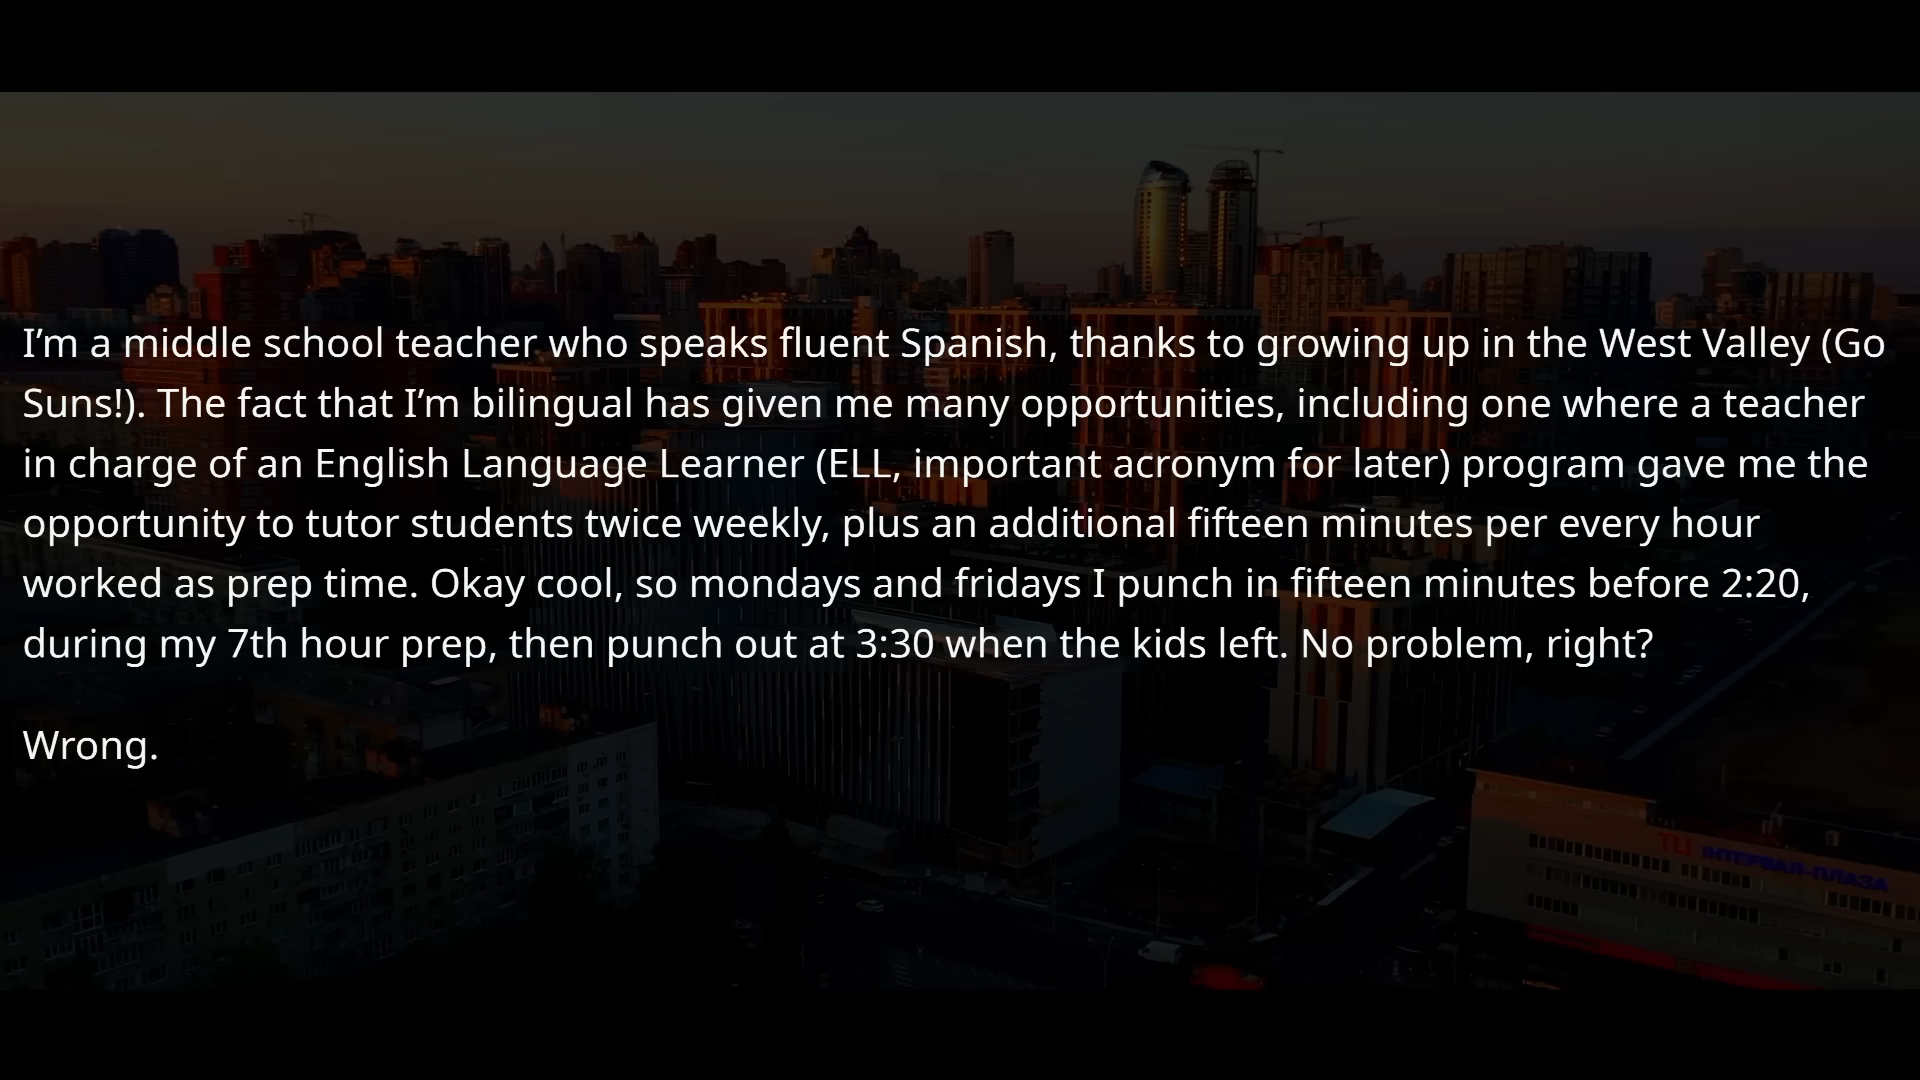 I’m a middle school teacher who speaks fluent Spanish, thanks to growing up in the West Valley (Go
Suns!). The fact that I’m bilingual has given me many opportunities, including one where a teacher
in charge of an English Language Learner (ELL, important acronym for later) program gave me the
opportunity to tutor students twice weekly, plus an additional fifteen minutes per every hour
worked as prep time. Okay cool, so mondays and fridays I punch in fifteen minutes before 2:20,
during my 7th hour prep, then punch out at 3:30 when the kids left. No problem, right?
Wrong.
ТЦ ІНТЕРВАЛ-ПЛАЗА